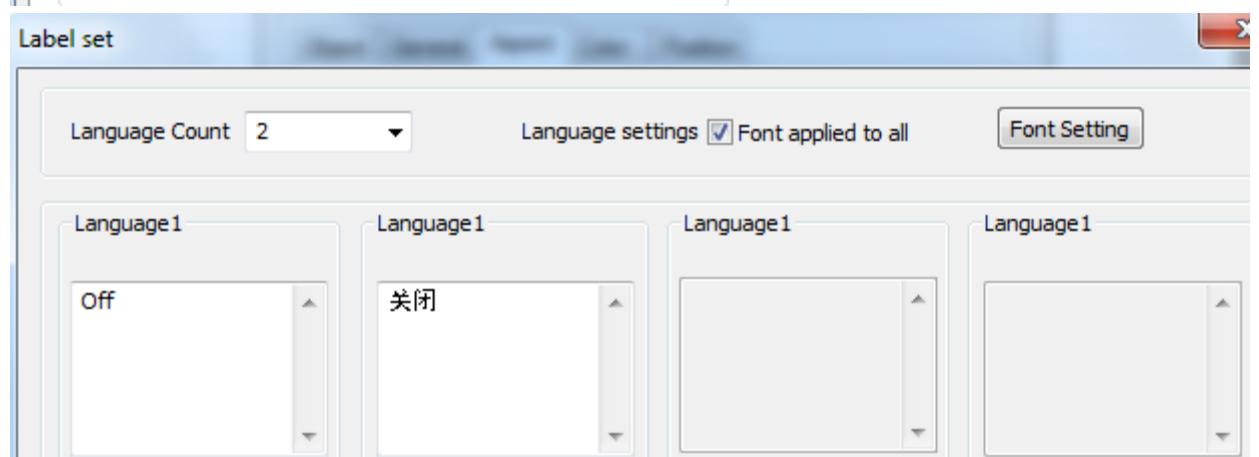 Label set
Language Count 2 Language settings Font applied to all Font Setting
Language1 Language1 Language1 Language1
Off 关闭